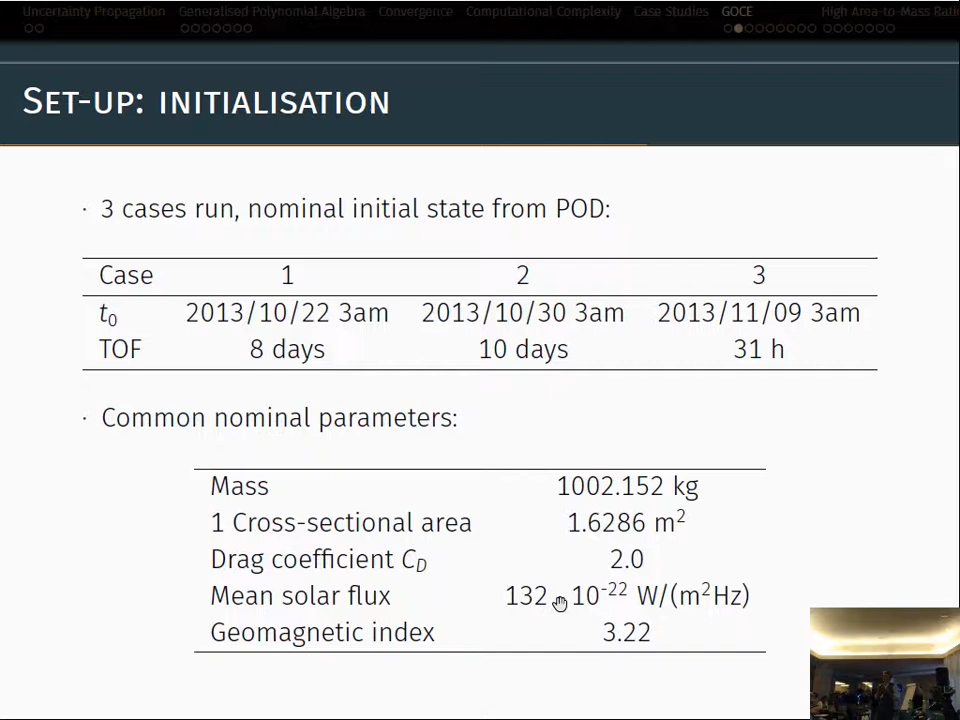 Uncertainty Propagation Generalised Polynomial Algebra Convergence Computational Complexity Case Studies GOCE High Area-to-Mass
SET-UP: INITIALISATION
· 3 cases run, nominal initial state from POD:
Case 1 2 3
t0 2013/10/22 3am 2013/10/30 3am 2013/11/09 3am
TOF 8 days 10 days 31 h
· Common nominal parameters:
Mass 1002.152 kg
1 Cross-sectional area 1.6286 m²
Drag coefficient CD 2.0
Mean solar flux 132 10⁻²² W/(m²Hz)
Geomagnetic index 3.22